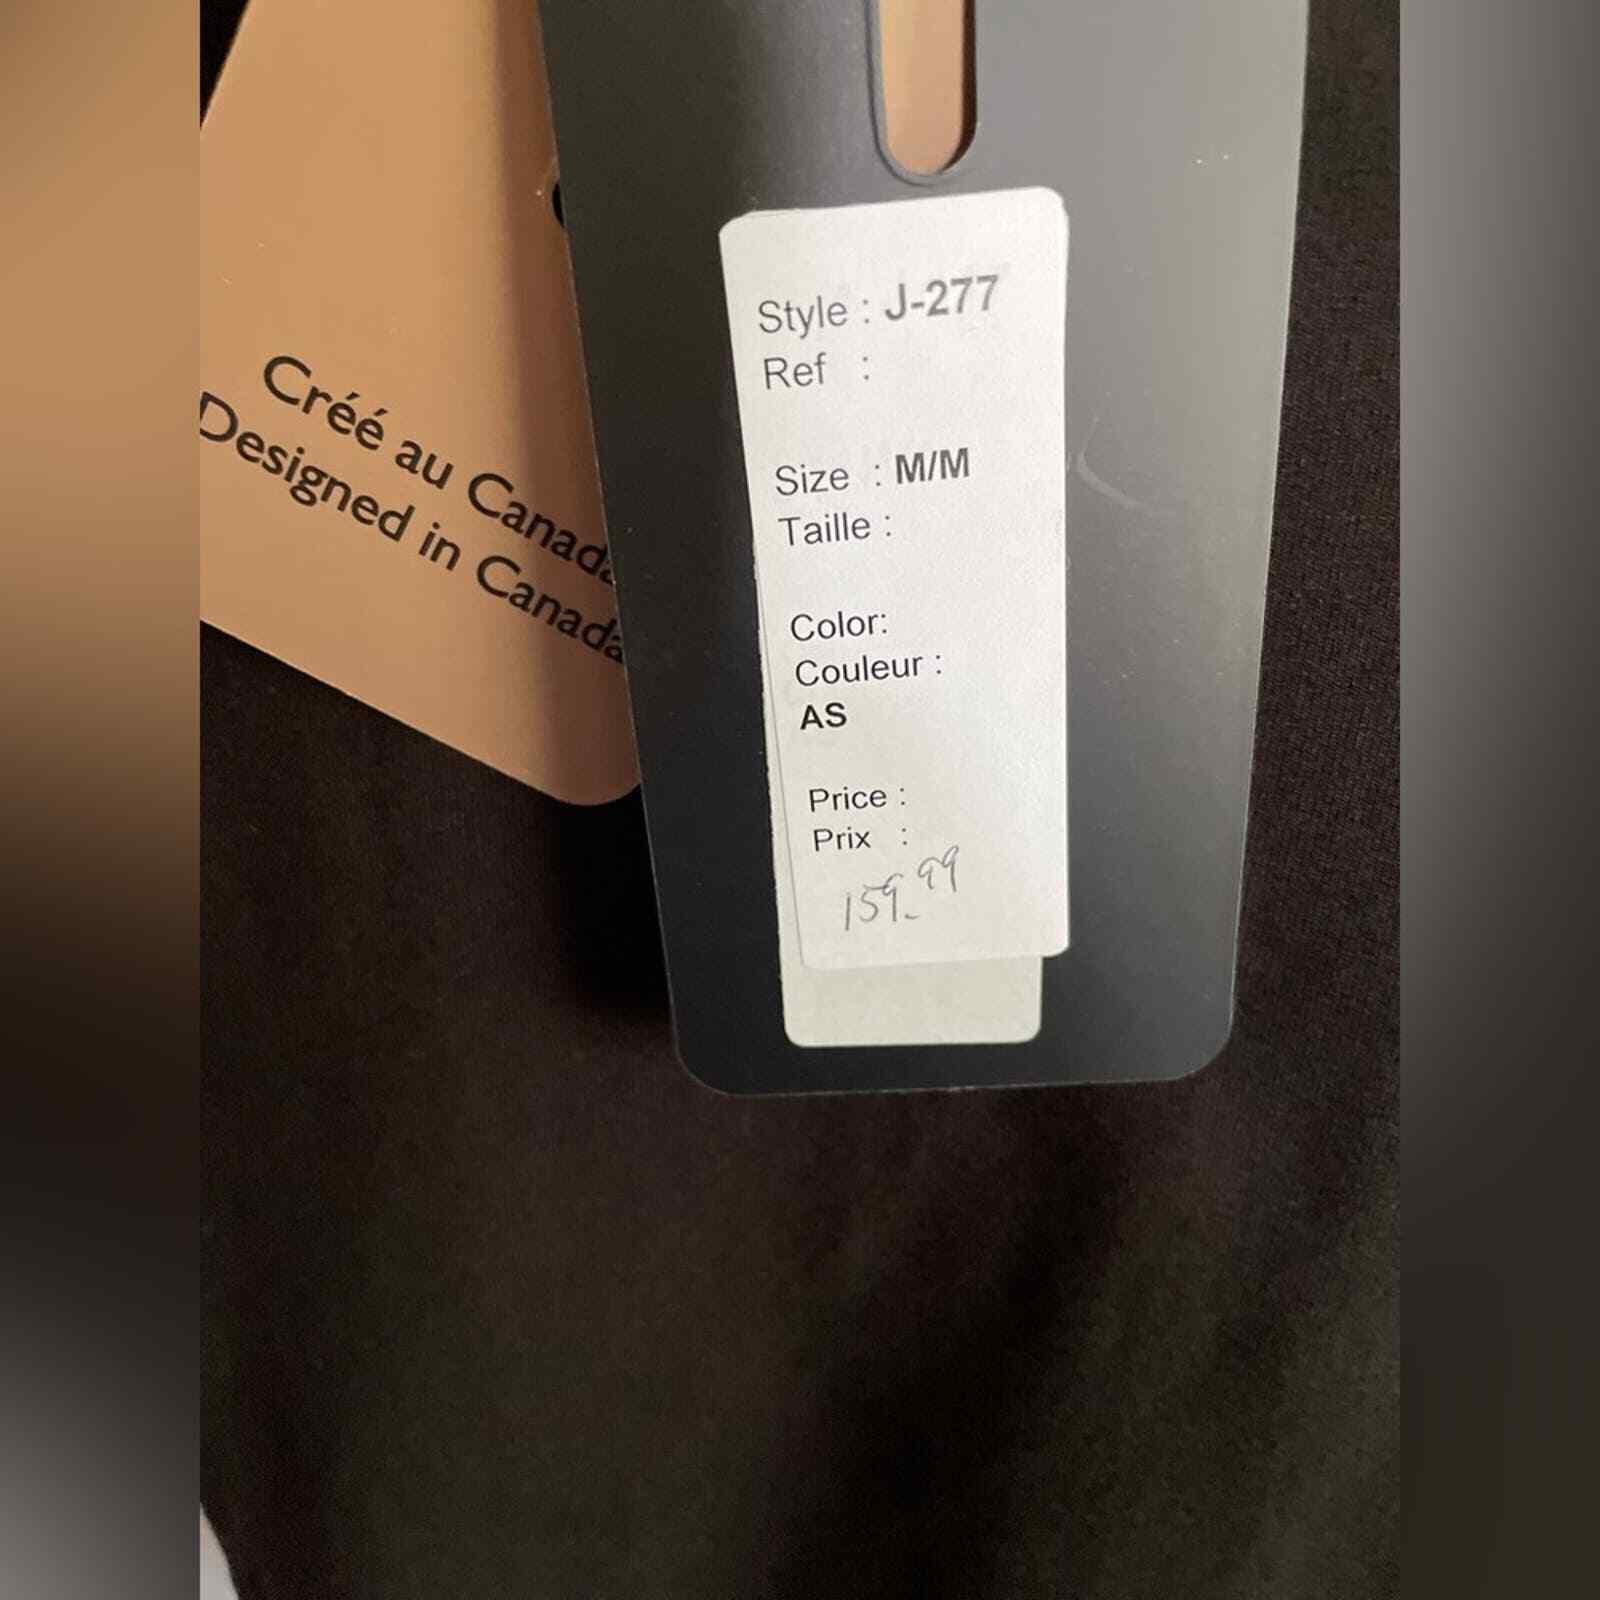 Créé au Canada
Designed in Canada
Style : J-277
Ref :
Size : M/M
Taille :
Color:
Couleur :
AS
Price :
Prix :
159.99